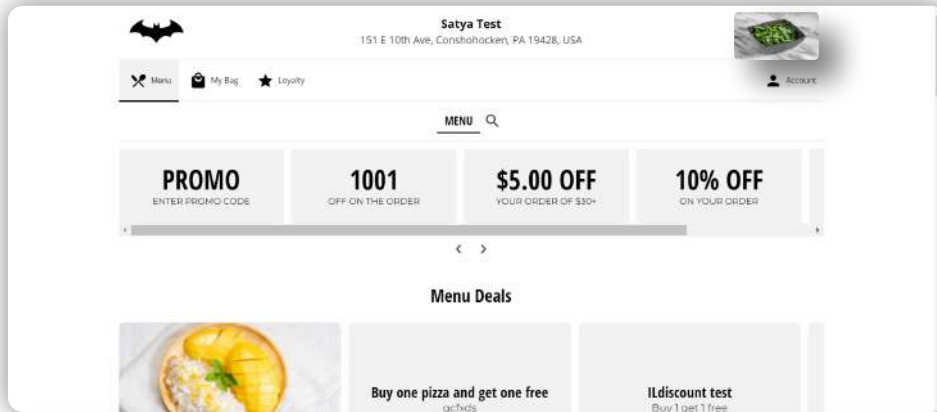 Satya Test
151 E 10th Ave, Conshohocken, PA 19428, USA
Menu My Bag Loyalty Account
MENU
PROMO 1001 $5.00 OFF 10% OFF
ENTER PROMO CODE OFF ON THE ORDER YOUR ORDER OF $30+ ON YOUR ORDER
Menu Deals
Buy one pizza and get one free ILdiscount test
gcfxds Buy 1 get 1 free